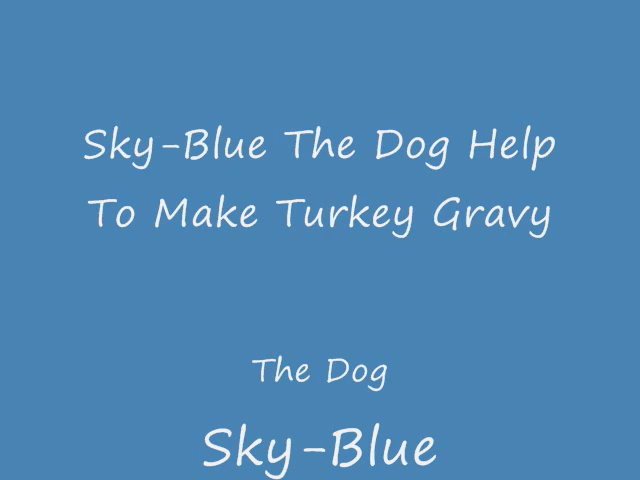 Sky-Blue The Dog Help
To Make Turkey Gravy
The Dog
Sky-Blue